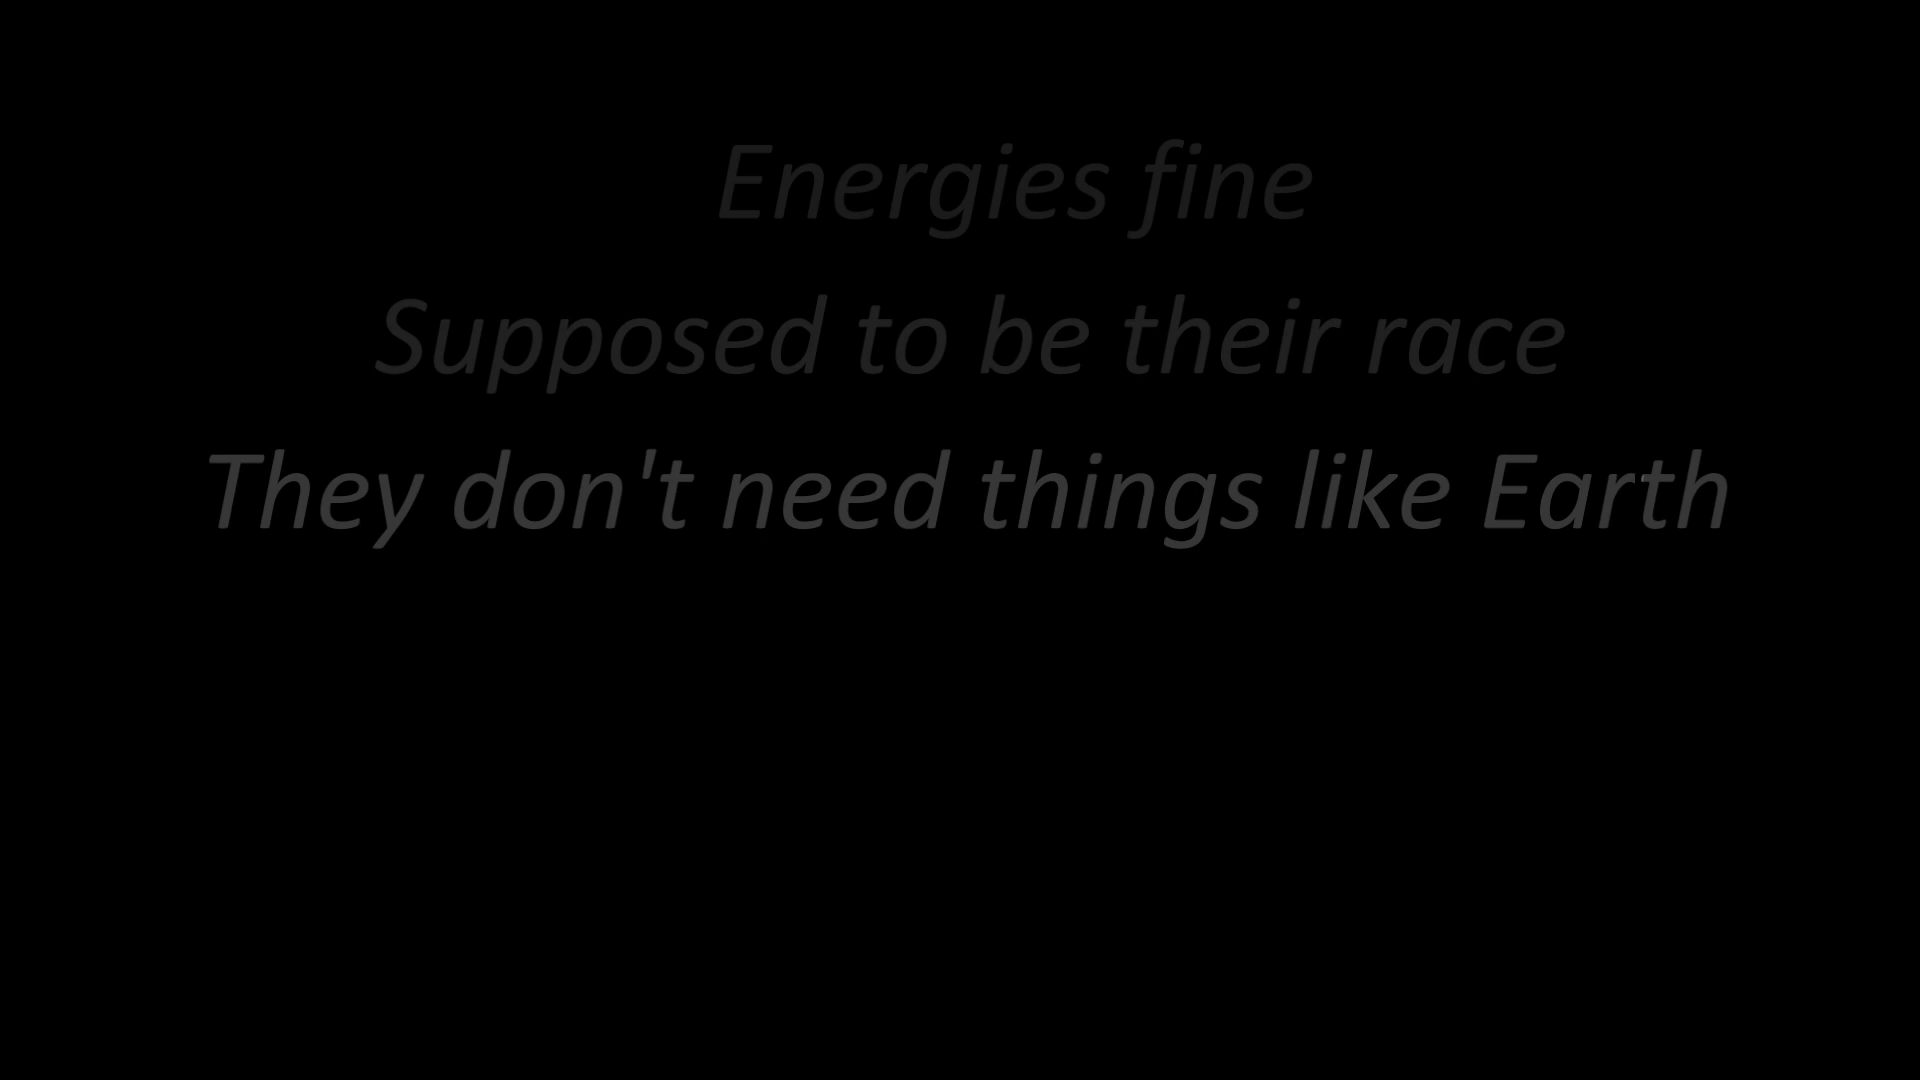 Energies fine
Supposed to be their race
They don't need things like Earth